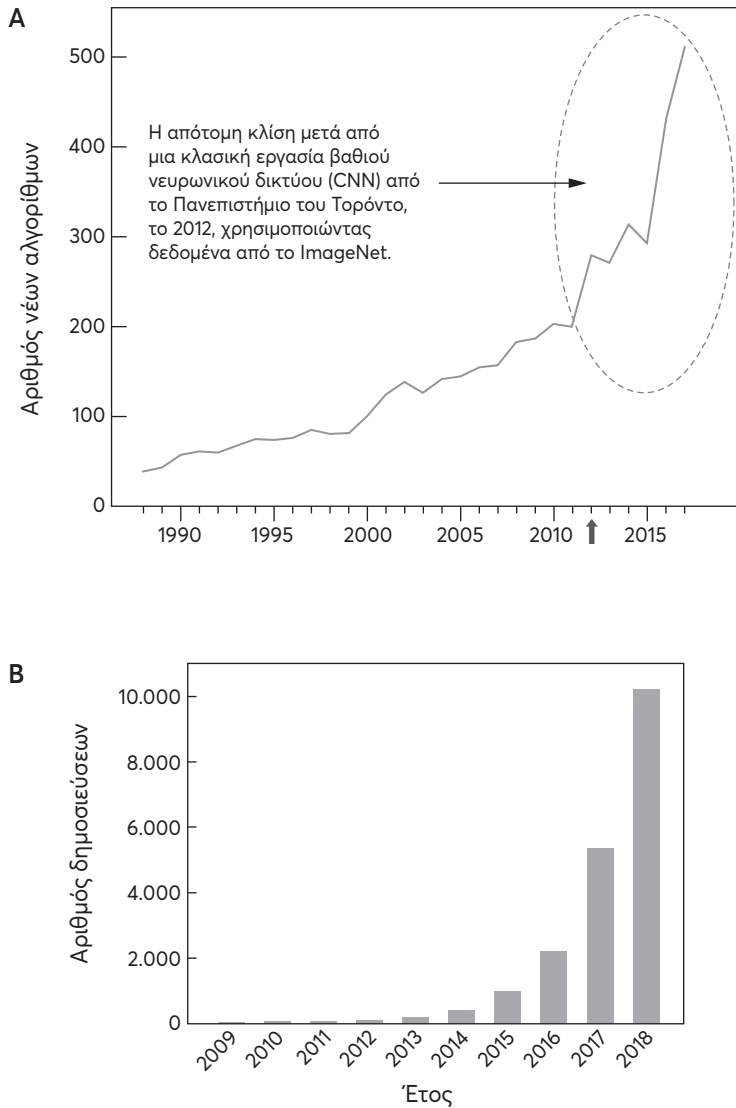 A
Αριθμός νέων αλγορίθμων
500
400
300
200
100
0
Η απότομη κλίση μετά από
μια κλασική εργασία βαθιού
νευρωνικού δικτύου (CNN) από
το Πανεπιστήμιο του Τορόντο,
το 2012, χρησιμοποιώντας
δεδομένα από το ImageNet.
1990 1995 2000 2005 2010 2015
B
Αριθμός δημοσιεύσεων
10.000
8.000
6.000
4.000
2.000
0
2009 2010 2011 2012 2013 2014 2015 2016 2017 2018
Έτος